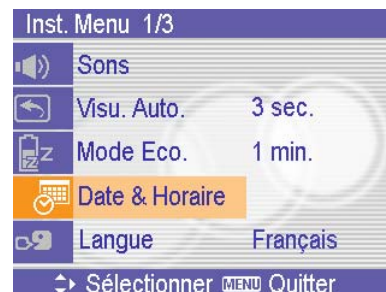 Inst. Menu 1/3
Sons
Visu. Auto. 3 sec.
Mode Eco. 1 min.
Date & Horaire
Langue Français
Sélectionner MENU Quitter